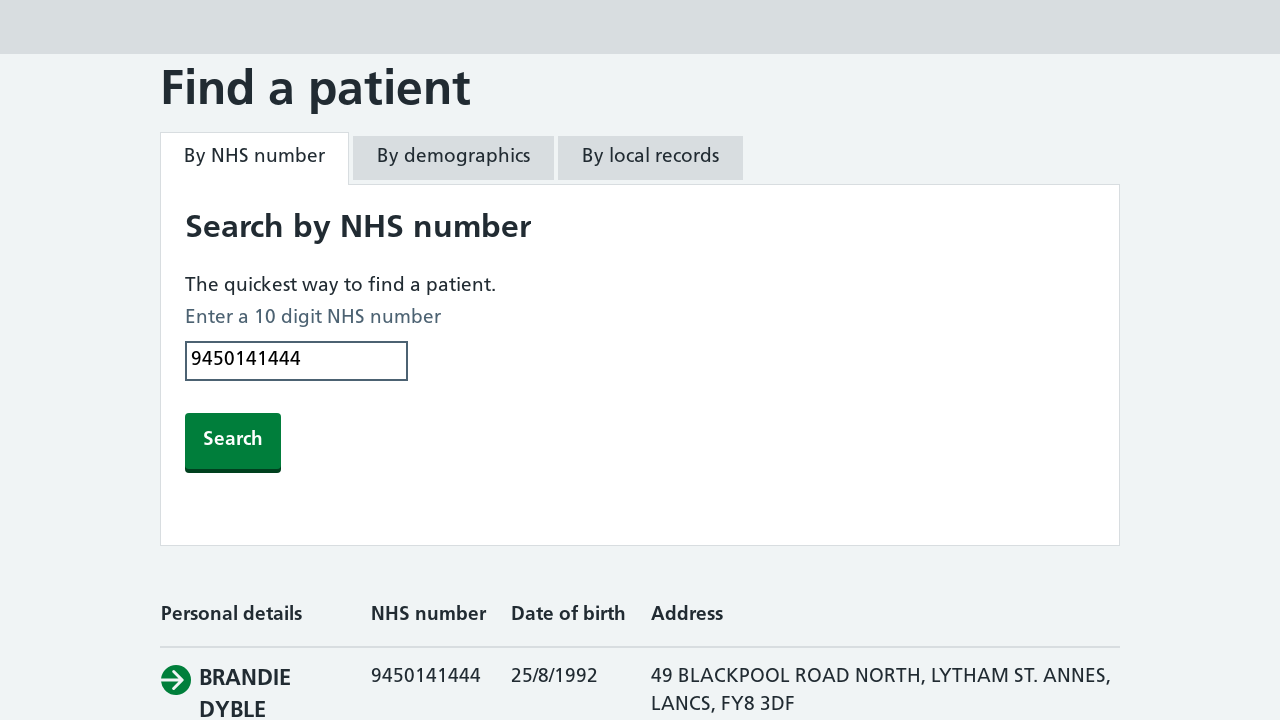 Find a patient
By NHS number By demographics By local records
Search by NHS number
The quickest way to find a patient.
Enter a 10 digit NHS number
9450141444
Search
Personal details NHS number Date of birth Address
BRANDIE 9450141444 25/8/1992 49 BLACKPOOL ROAD NORTH, LYTHAM ST. ANNES,
DYBLE LANCS, FY8 3DF